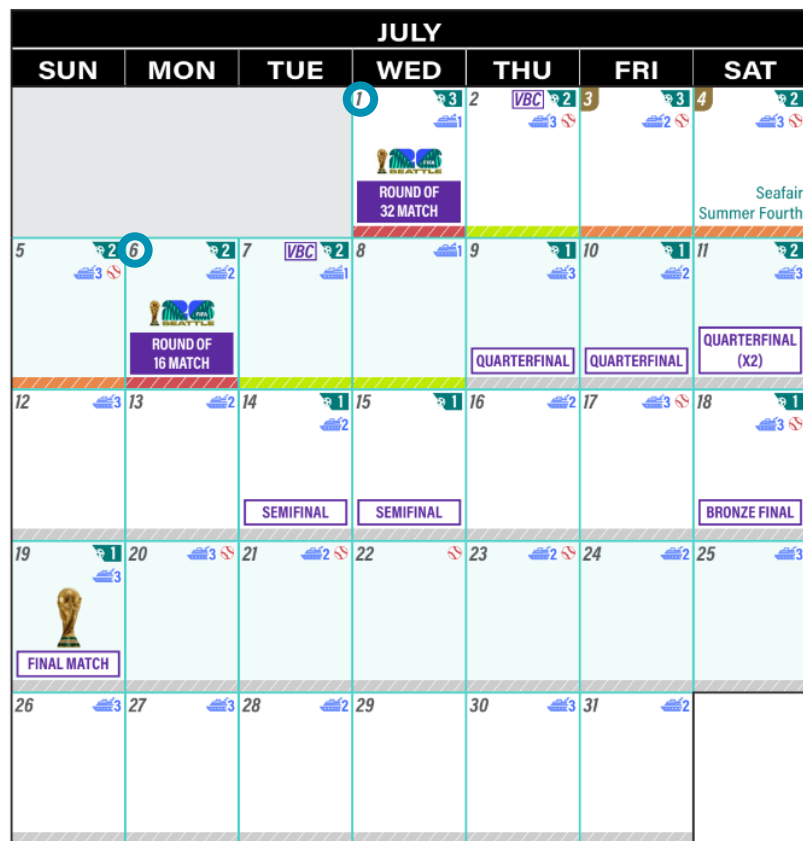 JULY
SUN MON TUE WED THU FRI SAT
1 3
1
SEATTLE
FIFA
ROUND OF
32 MATCH
2 VBC 2
3
3 3
2
4 2
3
Seafair
Summer Fourth
5 2
3
6 2
2
FIFA
SEATTLE
ROUND OF
16 MATCH
7 VBC 2
1
8 1
9 1
3
QUARTERFINAL
10 1
2
QUARTERFINAL
11 2
3
QUARTERFINAL
(X2)
12 3
13 2
14 1
2
SEMIFINAL
15 1
SEMIFINAL
16 2
17 3
18 1
3
BRONZE FINAL
19 1
3
FINAL MATCH
20 3
21 2
22
23 2
24 2
25 3
26 3
27 3
28 2
29
30 3
31 2